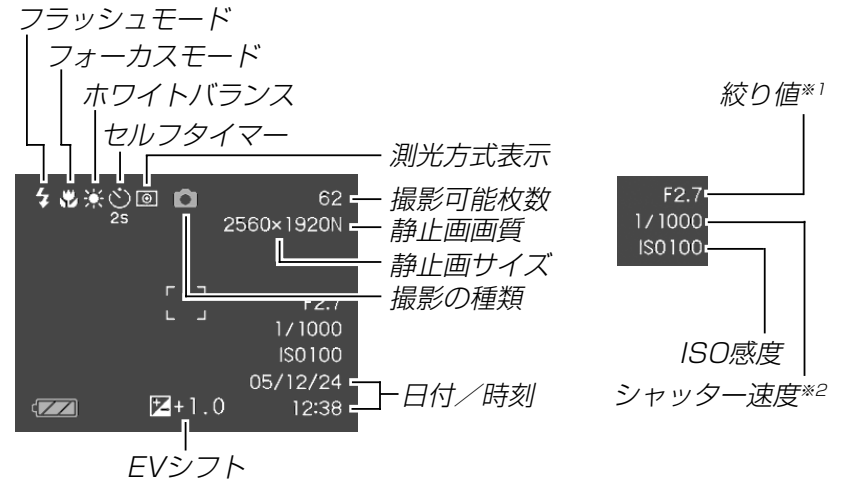 フラッシュモード
フォーカスモード
ホワイトバランス
セルフタイマー
測光方式表示
62
撮影可能枚数
2s
2560×1920N
静止画画質
静止画サイズ
撮影の種類
F2.7
1/1000
ISO100
05/12/24
12:38
日付／時刻
+1.0
EVシフト
絞り値※1
F2.7
1/1000
ISO100
ISO感度
シャッター速度※2